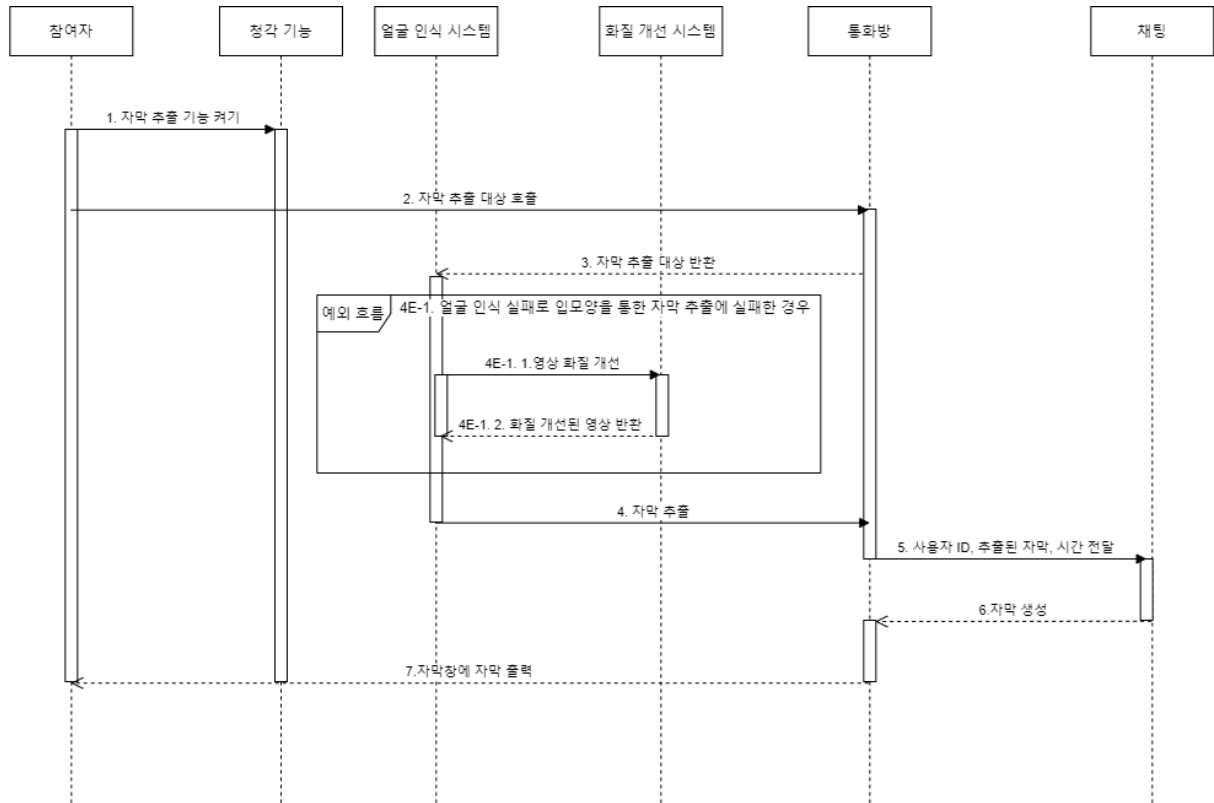 참여자
청각 기능
얼굴 인식 시스템
화질 개선 시스템
통화방
채팅
1. 자막 추출 기능 켜기
2. 자막 추출 대상 호출
3. 자막 추출 대상 반환
예외 흐름
4E-1. 얼굴 인식 실패로 입모양을 통한 자막 추출에 실패한 경우
4E-1. 1.영상 화질 개선
4E-1. 2. 화질 개선된 영상 반환
4. 자막 추출
5. 사용자 ID, 추출된 자막, 시간 전달
6.자막 생성
7.자막창에 자막 출력